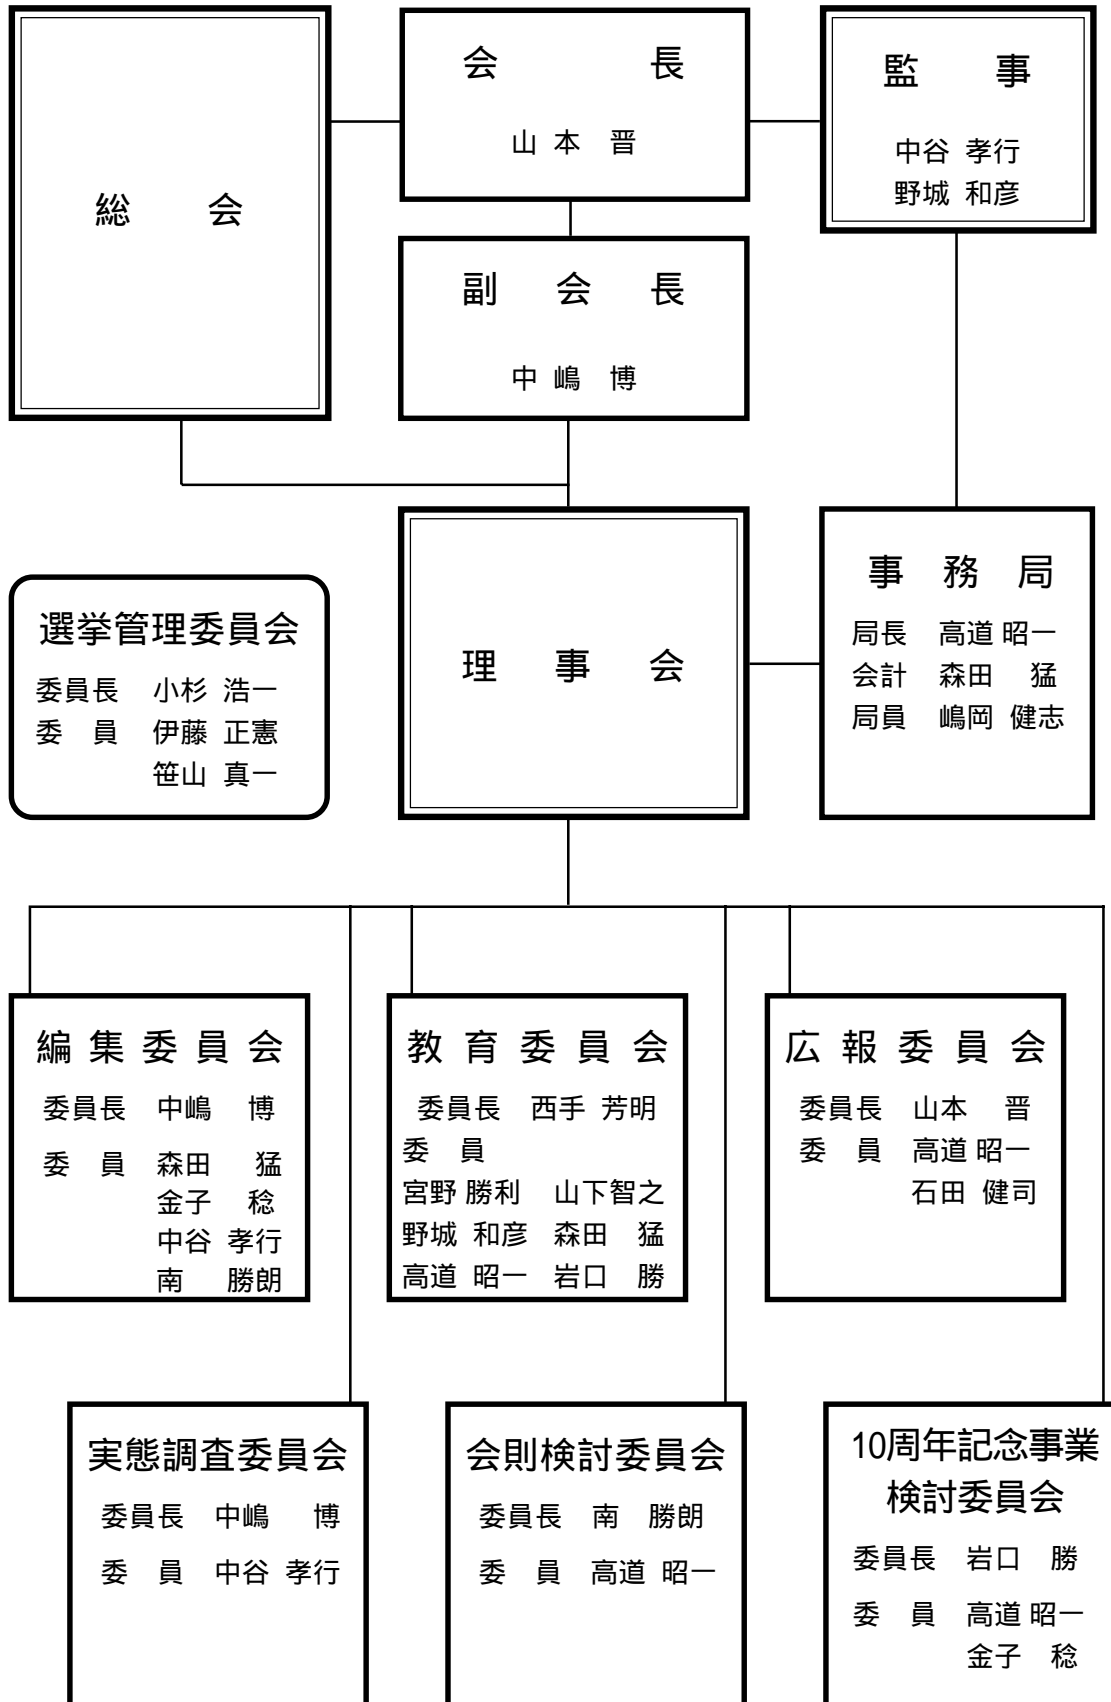 総会
会長
山本 晋
監事
中谷 孝行
野城 和彦
副会長
中嶋 博
選挙管理委員会
委員長 小杉 浩一
委員 伊藤 正憲
笹山 真一
理事会
事務局
局長 高道 昭一
会計 森田 猛
局員 嶋岡 健志
編集委員会
委員長 中嶋 博
委員 森田 猛
金子 稔
中谷 孝行
南 勝朗
教育委員会
委員長 西手 芳明
委員
宮野 勝利 山下智之
野城 和彦 森田 猛
高道 昭一 岩口 勝
広報委員会
委員長 山本 晋
委員 高道 昭一
石田 健司
実態調査委員会
委員長 中嶋 博
委員 中谷 孝行
会則検討委員会
委員長 南 勝朗
委員 高道 昭一
10周年記念事業
検討委員会
委員長 岩口 勝
委員 高道 昭一
金子 稔